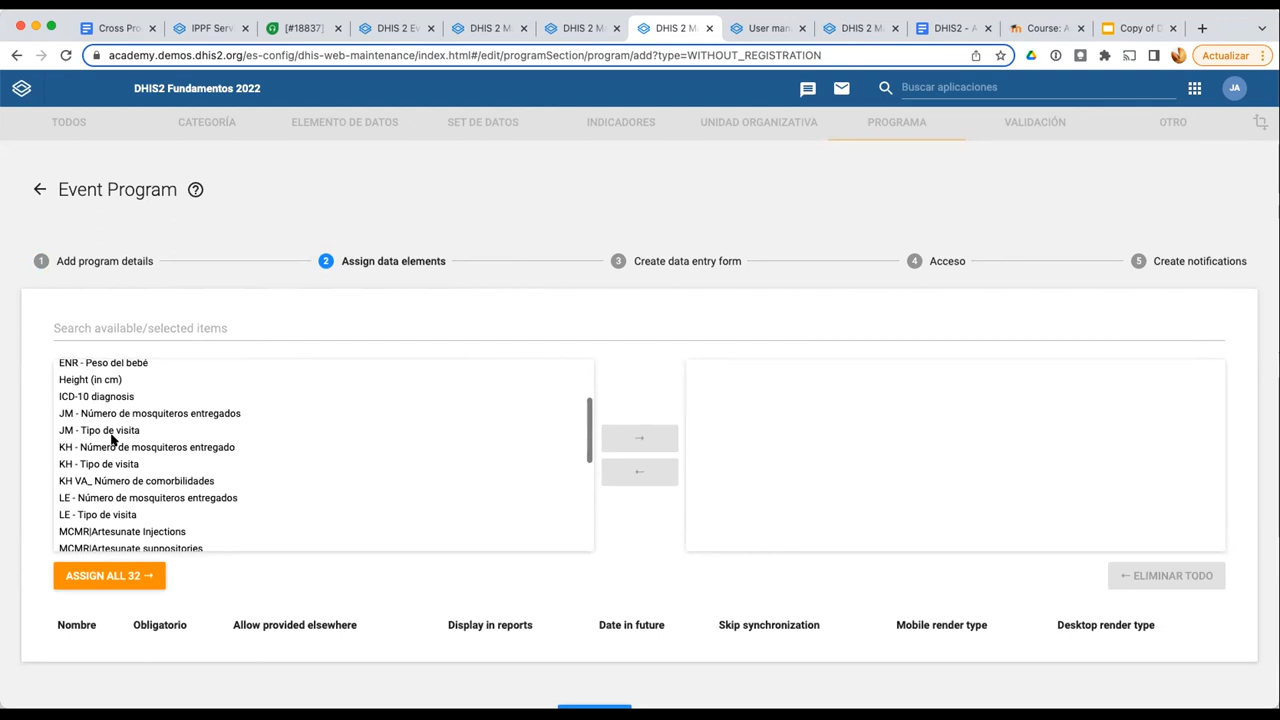 Cross Pro
IPPF Serv
[#18837]
DHIS 2 Ev
DHIS 2 Ma
DHIS 2 Ma
DHIS 2 M
User man
DHIS 2 Ma
DHIS2 - A
Course: A
Copy of D
academy.demos.dhis2.org/es-config/dhis-web-maintenance/index.html#/edit/programSection/program/add?type=WITHOUT_REGISTRATION
Actualizar
DHIS2 Fundamentos 2022
Buscar aplicaciones
JA
TODOS CATEGORÍA ELEMENTO DE DATOS SET DE DATOS INDICADORES UNIDAD ORGANIZATIVA PROGRAMA VALIDACIÓN OTRO
Event Program
1 Add program details 2 Assign data elements 3 Create data entry form 4 Acceso 5 Create notifications
Search available/selected items
ENR - Peso del bebé
Height (in cm)
ICD-10 diagnosis
JM - Número de mosquiteros entregados
JM - Tipo de visita
KH - Número de mosquiteros entregado
KH - Tipo de visita
KH VA_ Número de comorbilidades
LE - Número de mosquiteros entregados
LE - Tipo de visita
MCMR|Artesunate Injections
MCMR|Artesunate suppositories
→
←
ASSIGN ALL 32 →
← ELIMINAR TODO
Nombre Obligatorio Allow provided elsewhere Display in reports Date in future Skip synchronization Mobile render type Desktop render type